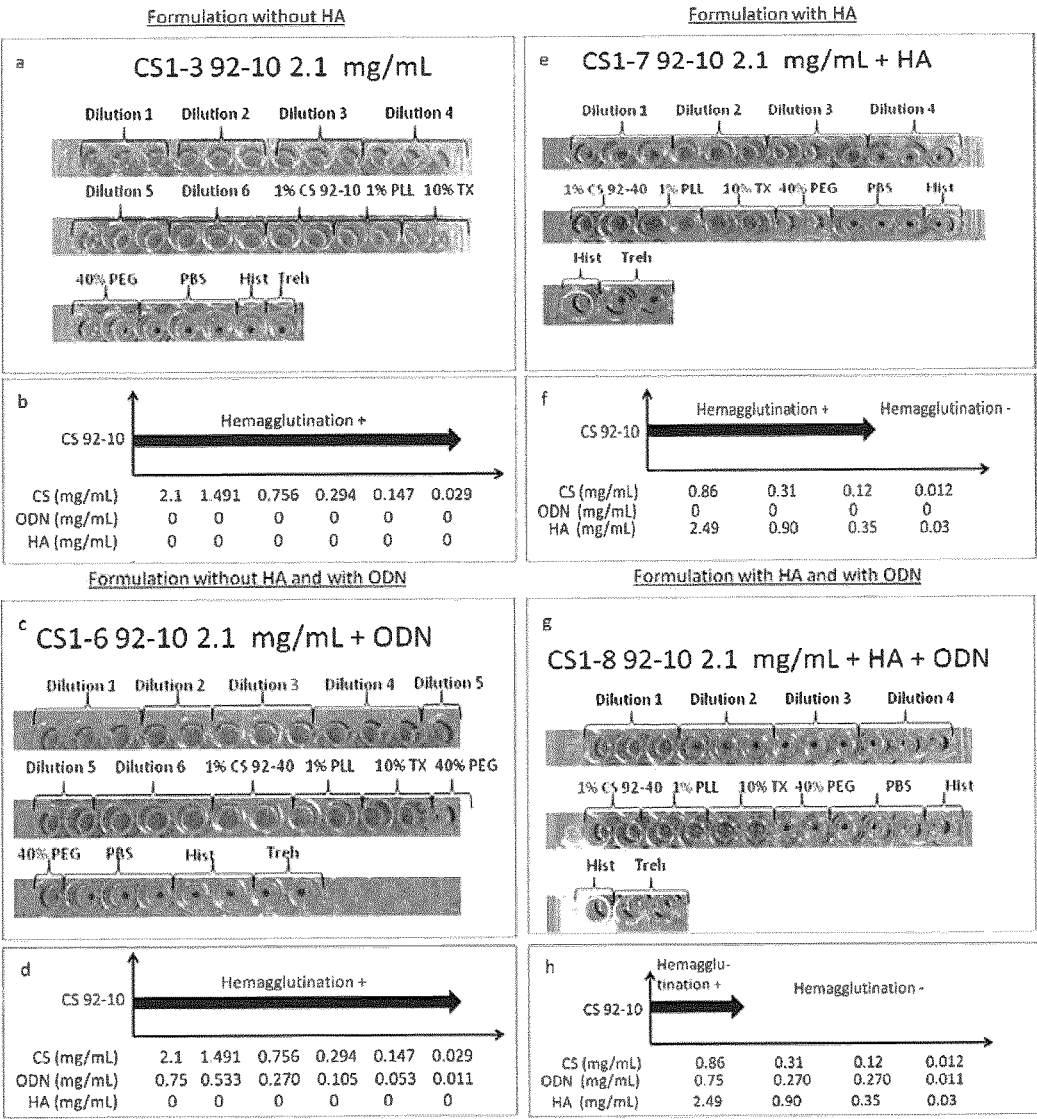 Formulation without HA
a
CS1-3 92-10 2.1 mg/mL
Dilution 1 Dilution 2 Dilution 3 Dilution 4
Dilution 5 Dilution 6 1% CS 92-10 1% PLL 10% TX
40% PEG PBS Hist Treh
b
Hemagglutination +
CS 92-10
CS (mg/mL) 2.1 1.491 0.756 0.294 0.147 0.029
ODN (mg/mL) 0 0 0 0 0 0
HA (mg/mL) 0 0 0 0 0 0
Formulation without HA and with ODN
c
CS1-6 92-10 2.1 mg/mL + ODN
Dilution 1 Dilution 2 Dilution 3 Dilution 4 Dilution 5
Dilution 5 Dilution 6 1% CS 92-40 1% PLL 10% TX 40% PEG
40% PEG PBS Hist Treh
d
Hemagglutination +
CS 92-10
CS (mg/mL) 2.1 1.491 0.756 0.294 0.147 0.029
ODN (mg/mL) 0.75 0.533 0.270 0.105 0.053 0.011
HA (mg/mL) 0 0 0 0 0 0
Formulation with HA
e
CS1-7 92-10 2.1 mg/mL + HA
Dilution 1 Dilution 2 Dilution 3 Dilution 4
1% CS 92-40 1% PLL 10% TX 40% PEG PBS Hist
Hist Treh
f
Hemagglutination + Hemagglutination -
CS 92-10
CS (mg/mL) 0.86 0.31 0.12 0.012
ODN (mg/mL) 0 0 0 0
HA (mg/mL) 2.49 0.90 0.35 0.03
Formulation with HA and with ODN
g
CS1-8 92-10 2.1 mg/mL + HA + ODN
Dilution 1 Dilution 2 Dilution 3 Dilution 4
1% CS 92-40 1% PLL 10% TX 40% PEG PBS Hist
Hist Treh
h
Hemagglu-
tination +
Hemagglutination -
CS 92-10
CS (mg/mL) 0.86 0.31 0.12 0.012
ODN (mg/mL) 0.75 0.270 0.270 0.011
HA (mg/mL) 2.49 0.90 0.35 0.03